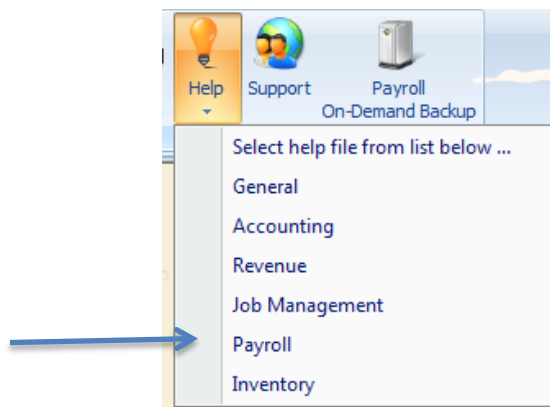 Help
Support
Payroll
On-Demand Backup
Select help file from list below ...
General
Accounting
Revenue
Job Management
Payroll
Inventory